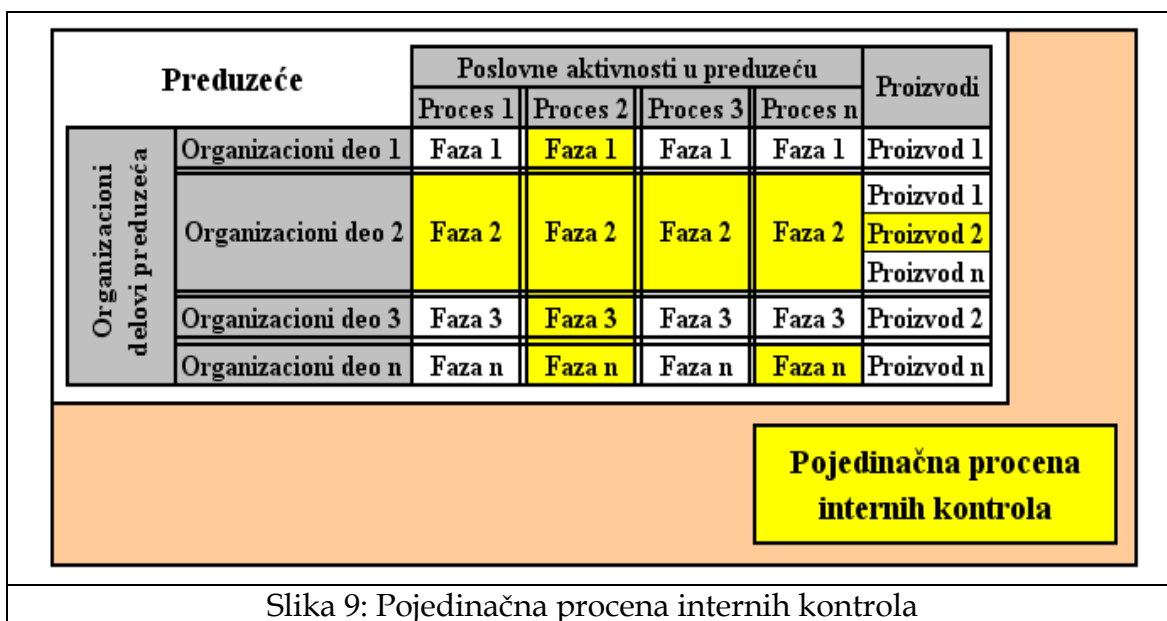 Preduzeće
Poslovne aktivnosti u preduzeću
Proizvodi
Proces 1 Proces 2 Proces 3 Proces n
Organizacioni
delovi preduzeća
Organizacioni deo 1 Faza 1 Faza 1 Faza 1 Faza 1 Proizvod 1
Organizacioni deo 2 Faza 2 Faza 2 Faza 2 Faza 2 Proizvod 1
Proizvod 2
Proizvod n
Organizacioni deo 3 Faza 3 Faza 3 Faza 3 Faza 3 Proizvod 2
Organizacioni deo n Faza n Faza n Faza n Faza n Proizvod n
Pojedinačna procena
internih kontrola
Slika 9: Pojedinačna procena internih kontrola